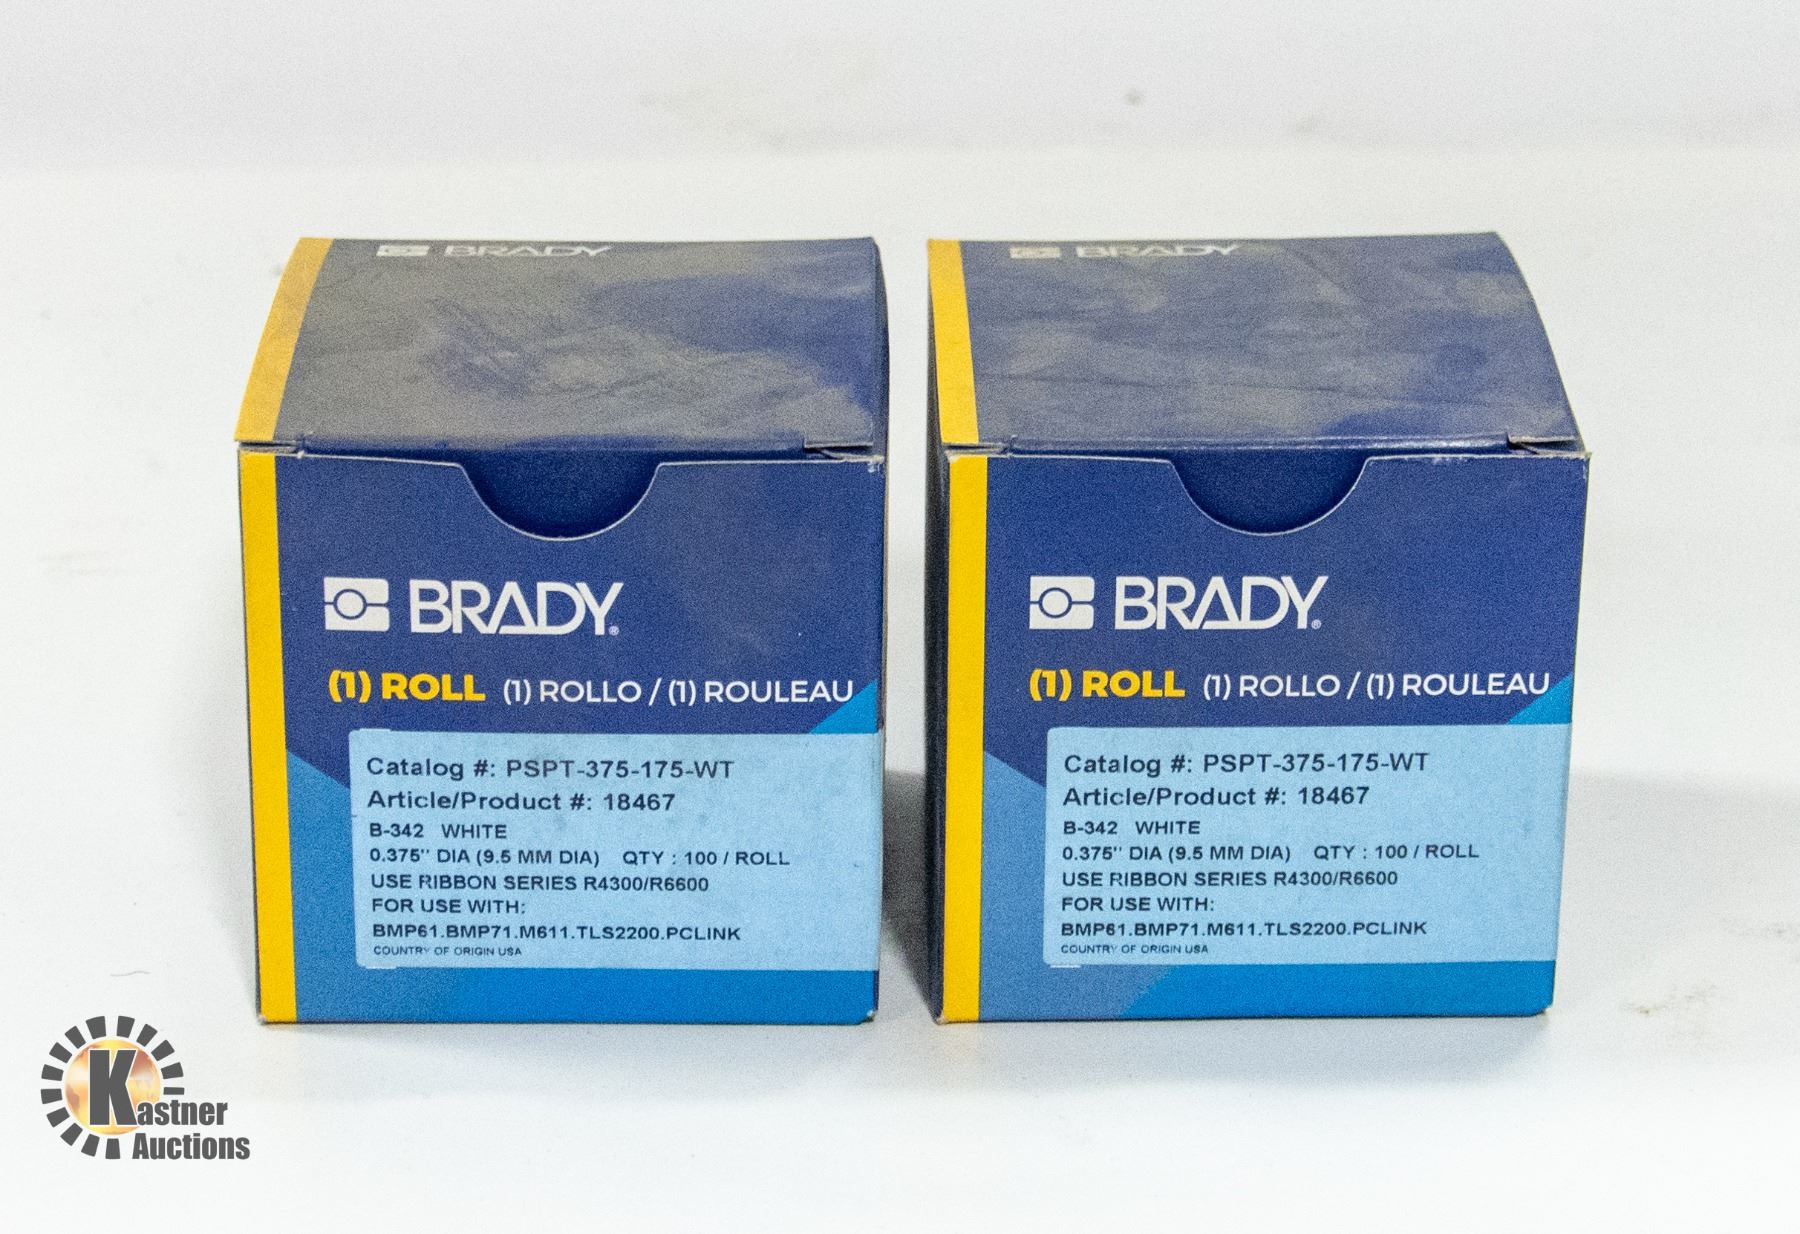 BRADY
BRADY®
(1) ROLL (1) ROLLO / (1) ROULEAU
Catalog #: PSPT-375-175-WT
Article/Product #: 18467
B-342 WHITE
0.375" DIA (9.5 MM DIA) QTY : 100 / ROLL
USE RIBBON SERIES R4300/R6600
FOR USE WITH:
BMP61.BMP71.M611.TLS2200.PCLINK
COUNTRY OF ORIGIN USA
BRADY
BRADY®
(1) ROLL (1) ROLLO / (1) ROULEAU
Catalog #: PSPT-375-175-WT
Article/Product #: 18467
B-342 WHITE
0.375" DIA (9.5 MM DIA) QTY : 100 / ROLL
USE RIBBON SERIES R4300/R6600
FOR USE WITH:
BMP61.BMP71.M611.TLS2200.PCLINK
COUNTRY OF ORIGIN USA
Kastner
Auctions